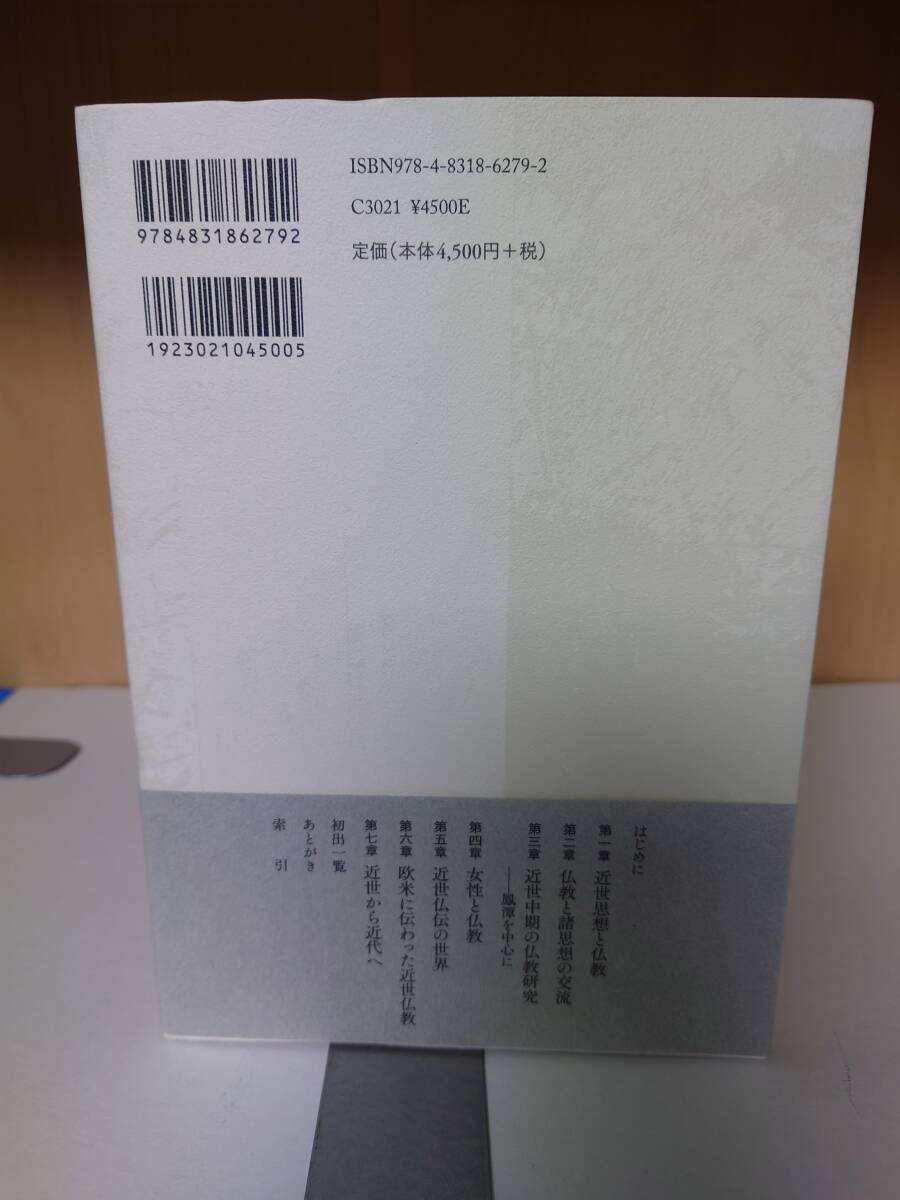 ISBN978-4-8318-6279-2
C3021 ¥4500E
定価(本体4,500円+税)
9784831862792
1923021045005
はじめに
第一章 近世思想と仏教
第二章 仏教と諸思想の交流
第三章 近世中期の仏教研究
――鳳潭を中心に
第四章 女性と仏教
第五章 近世仏伝の世界
第六章 欧米に伝わった近世仏教
第七章 近世から近代へ
初出一覧
あとがき
索 引